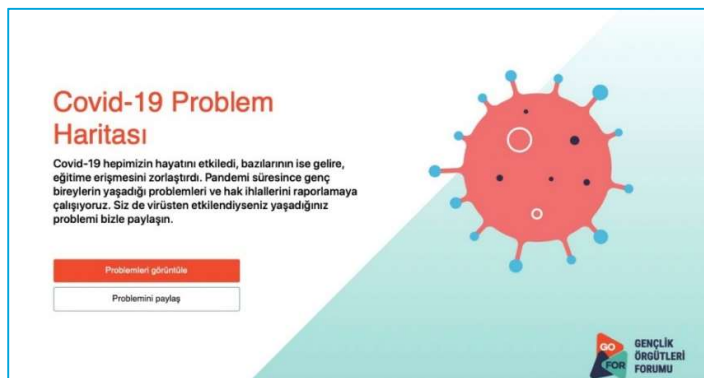 Covid-19 Problem
Haritası
Covid-19 hepimizin hayatını etkiledi, bazılarının ise gelire,
eğitime erişmesini zorlaştırdı. Pandemi süresince genç
bireylerin yaşadığı problemleri ve hak ihlallerini raporlamaya
çalışıyoruz. Siz de virüsten etkilendiyseniz yaşadığınız
problemi bizle paylaşın.
Problemleri görüntüle
Problemini paylaş
GO
FOR
GENÇLİK
ÖRGÜTLERİ
FORUMU